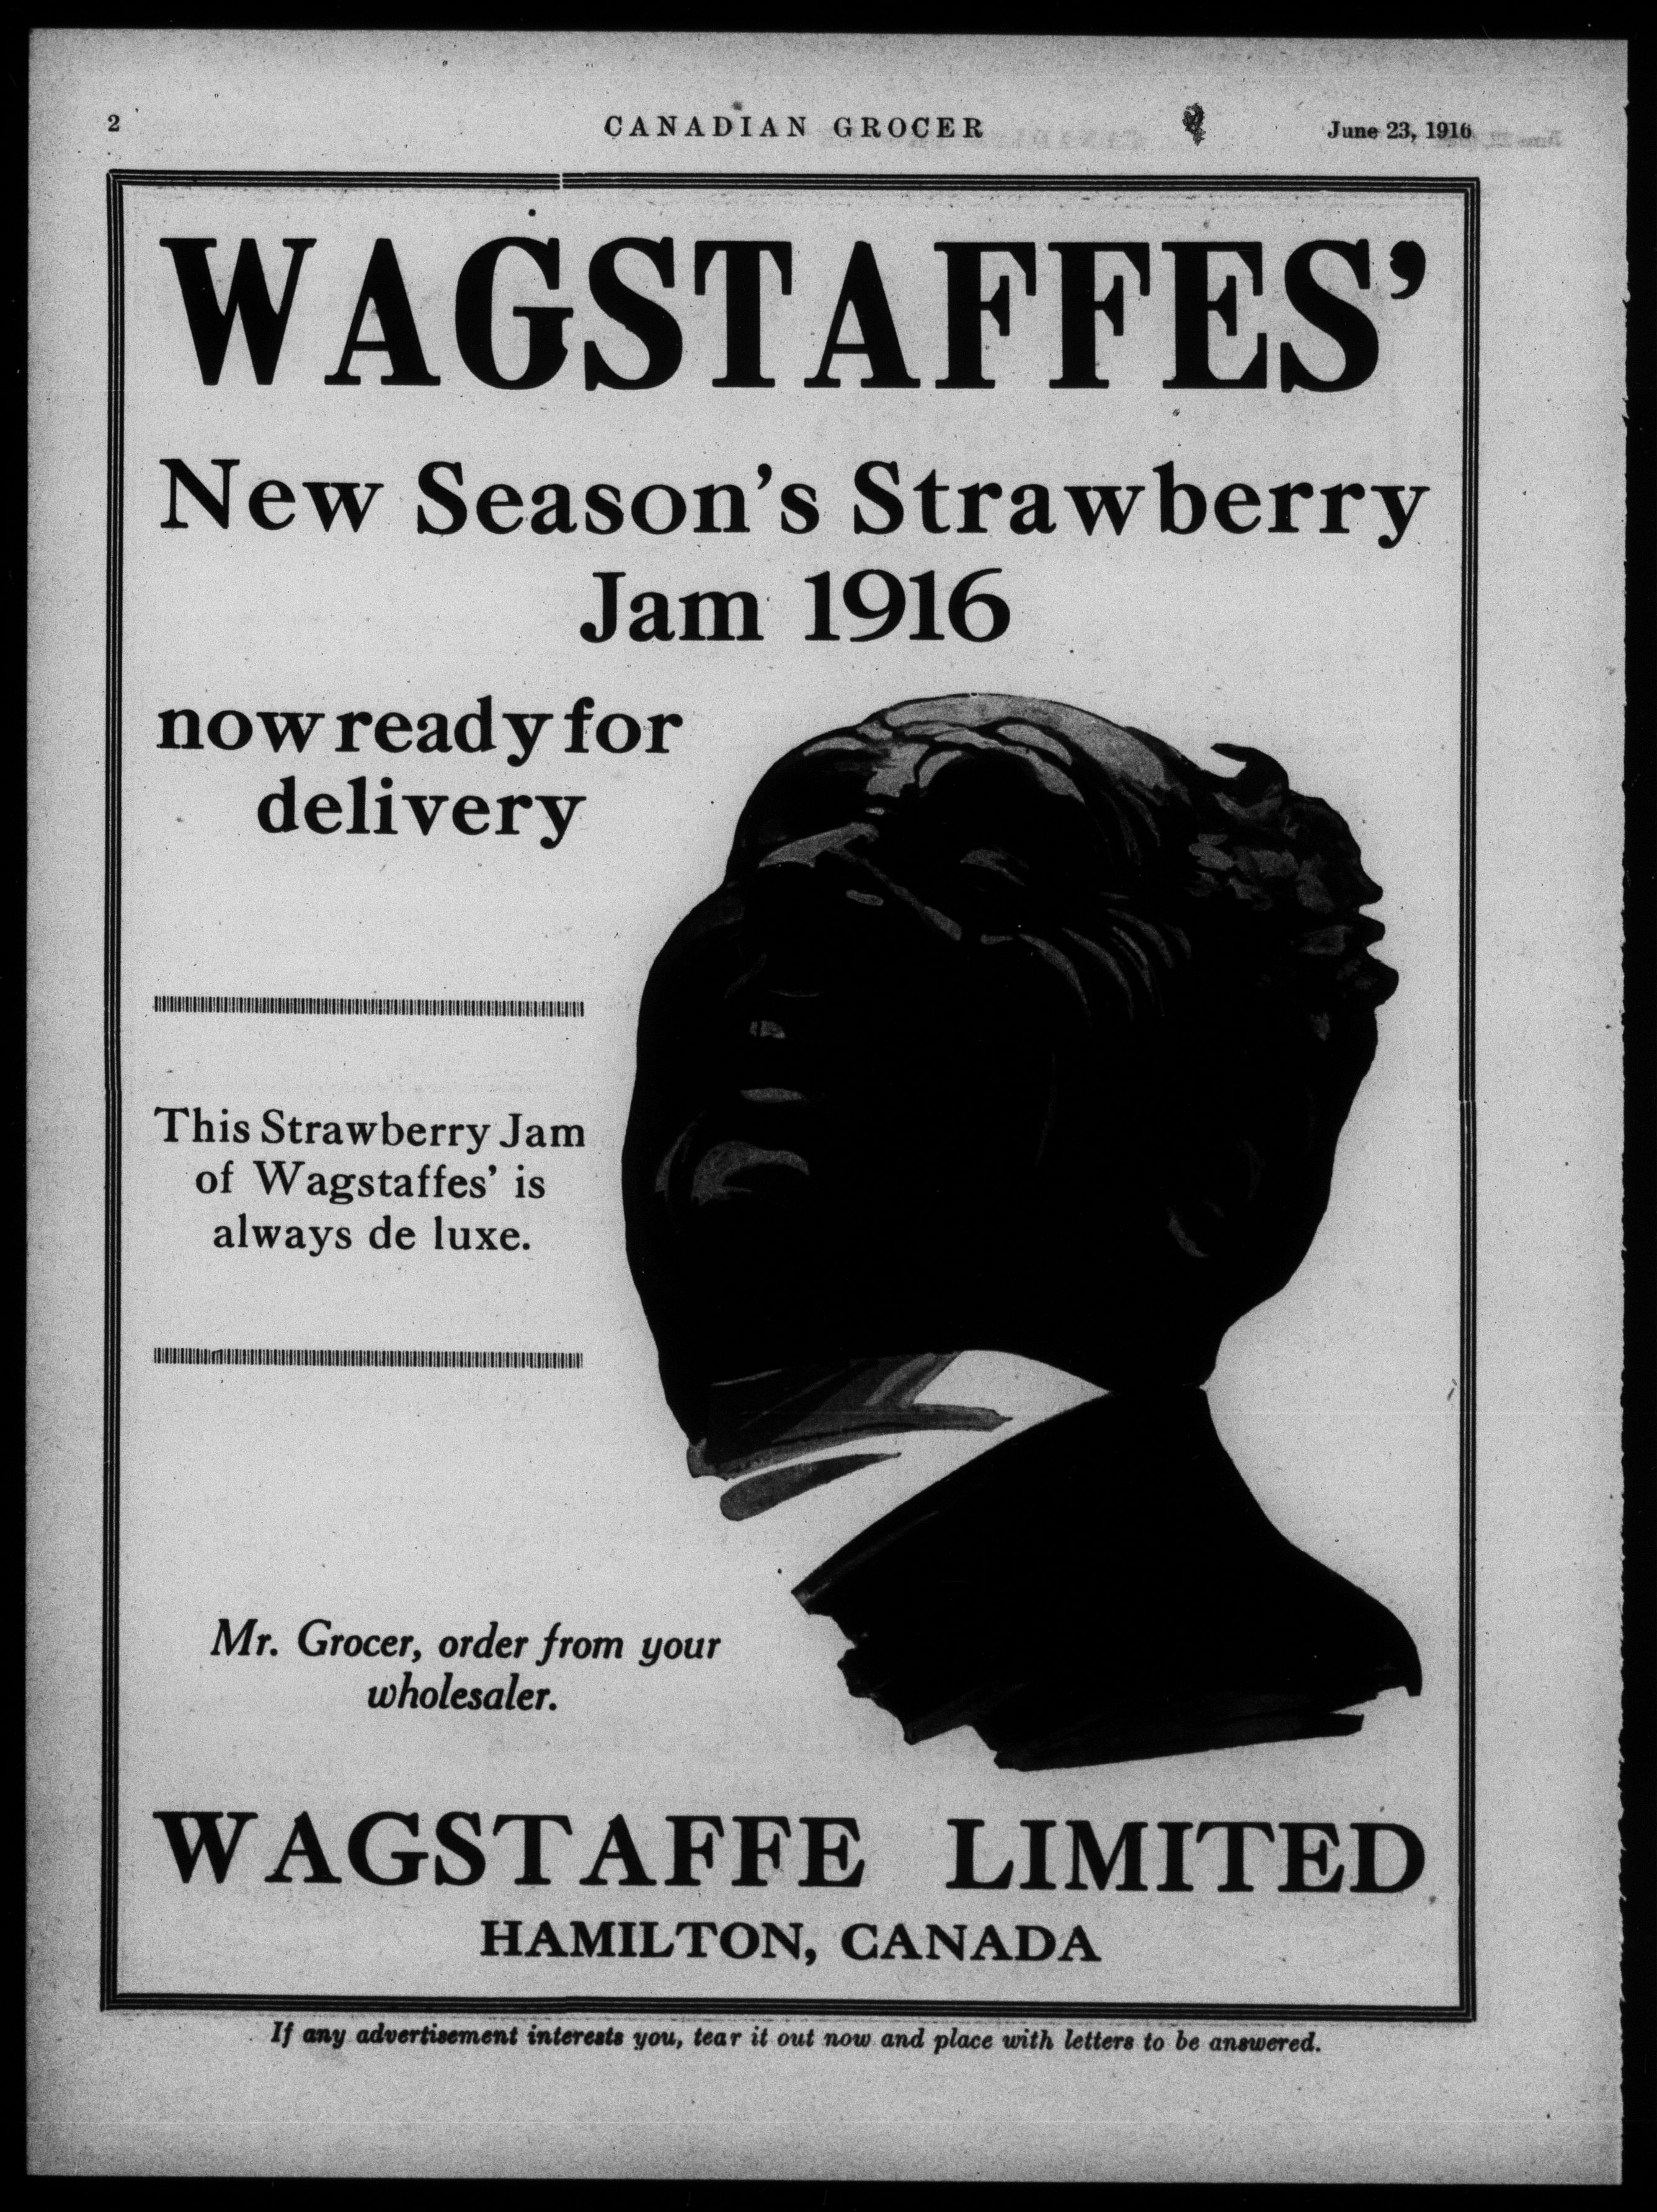 2
CANADIAN GROCER
June 23, 1916
WAGSTAFFES’
New Season’s Strawberry
Jam 1916
now ready for
delivery
This Strawberry Jam
of Wagstaffes’ is
always de luxe.
Mr. Grocer, order from your
wholesaler.
WAGSTAFFE LIMITED
HAMILTON, CANADA
If any advertisement interests you, tear it out now and place with letters to be answered.